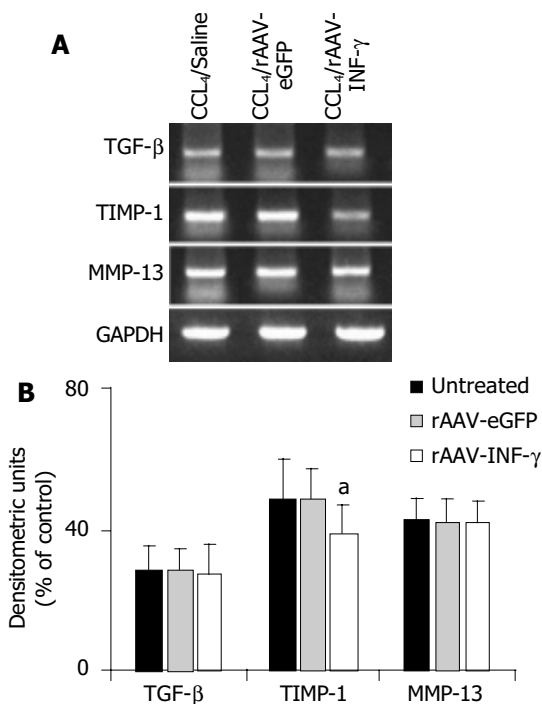 A
CCL₄/Saline
CCL₄/rAAV-
eGFP
CCL₄/rAAV-
INF-γ
TGF-β
TIMP-1
MMP-13
GAPDH
B
80
40
0
Densitometric units
(% of control)
Untreated
rAAV-eGFP
rAAV-INF-γ
a
TGF-β
TIMP-1
MMP-13